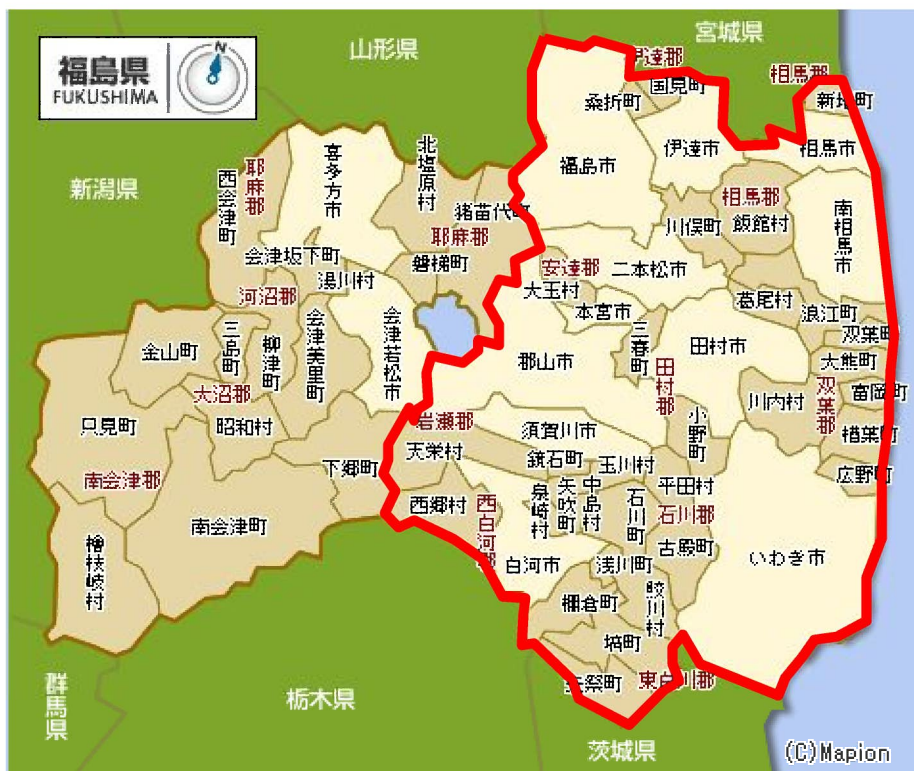 宮城県
山形県
福島県
FUKUSHIMA
N
伊達郡
国見町
相馬郡
桑折町
新地町
新潟県
耶麻郡
西会津町
喜多方市
北塩原村
福島市
伊達市
相馬市
猪苗代町
相馬郡
南相馬市
耶麻郡
川俣町
飯館村
会津坂下町
磐梯町
安達郡
二本松市
湯川村
大玉村
河沼郡
本宮市
葛尾村
浪江町
双葉町
金山町
三島町
柳津町
会津美里町
会津若松市
郡山市
三春町
田村市
大熊町
大沼郡
田村郡
川内村
双葉郡
富岡町
只見町
昭和村
岩瀬郡
須賀川市
小野町
楢葉町
天栄村
鏡石町
玉川村
下郷町
南会津郡
平田村
広野町
西郷村
西白河郡
泉崎村
矢吹町
中島村
石川町
石川郡
南会津町
古殿町
檜枝岐村
白河市
浅川町
いわき市
棚倉町
鮫川村
塙町
矢祭町
東白川郡
群馬県
栃木県
茨城県
(C)Mapion